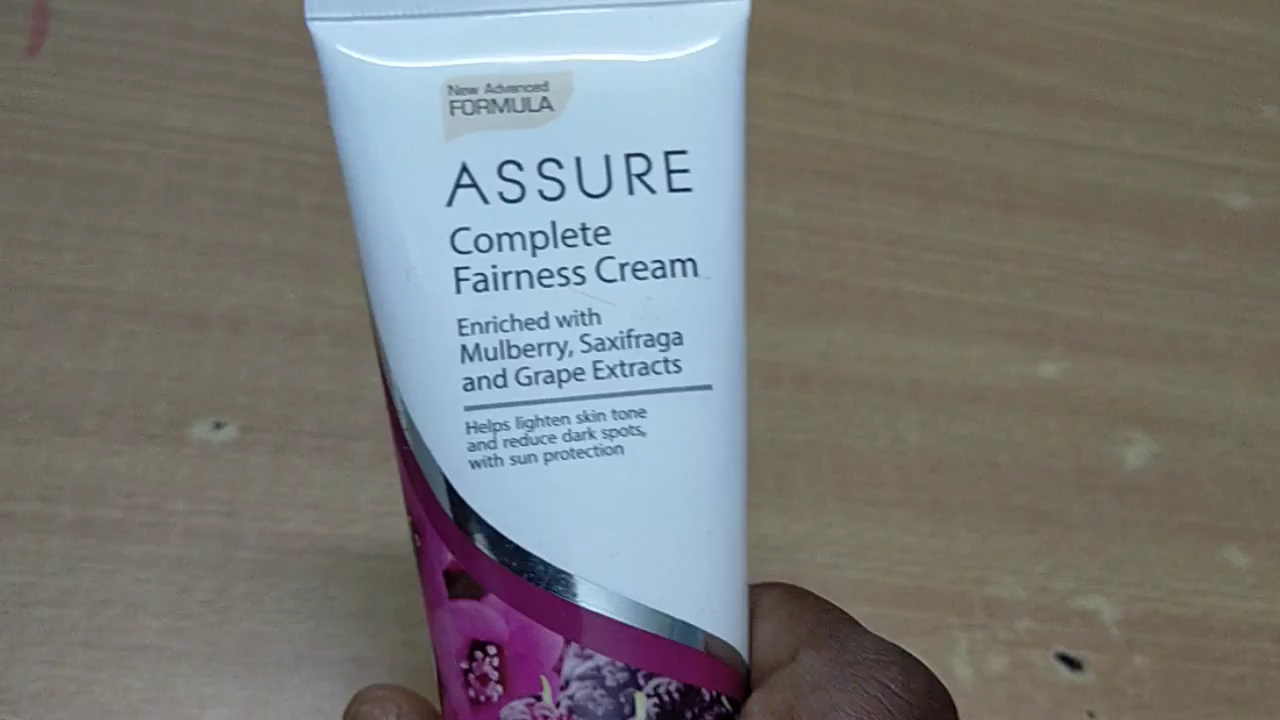 New Advanced
FORMULA
ASSURE
Complete
Fairness Cream
Enriched with
Mulberry, Saxifraga
and Grape Extracts
Helps lighten skin tone
and reduce dark spots,
with sun protection